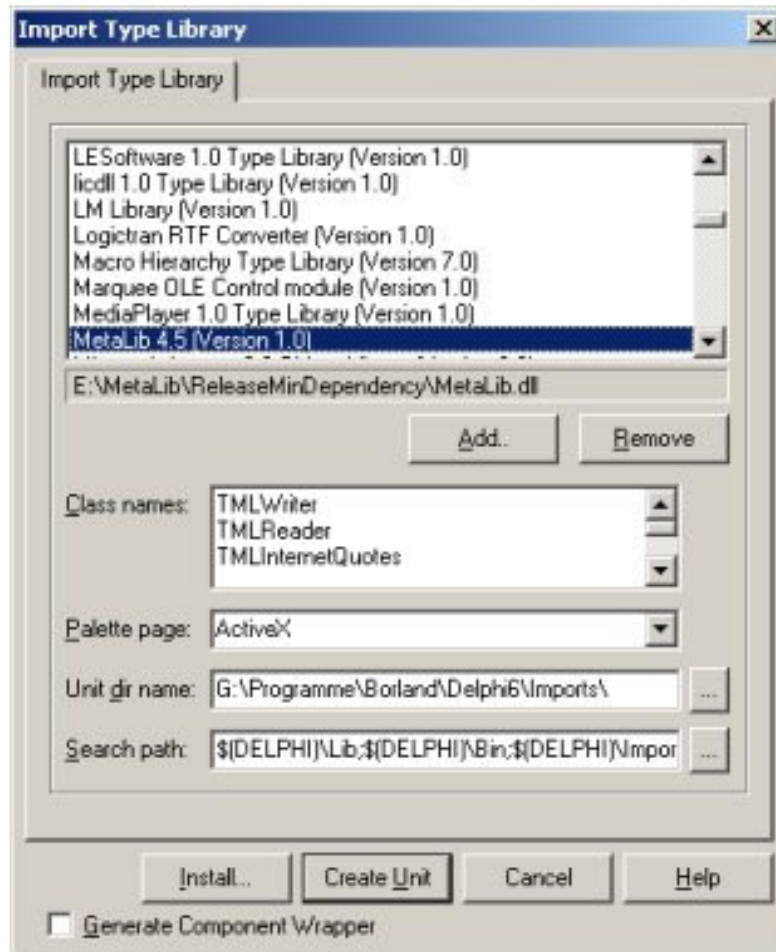 Import Type Library
Import Type Library
LESoftware 1.0 Type Library (Version 1.0)
licdll 1.0 Type Library (Version 1.0)
LM Library (Version 1.0)
Logictran RTF Converter (Version 1.0)
Macro Hierarchy Type Library (Version 7.0)
Marquee OLE Control module (Version 1.0)
MediaPlayer 1.0 Type Library (Version 1.0)
MetaLib 4.5 (Version 1.0)
E:\MetaLib\ReleaseMinDependency\MetaLib.dll
Add.. Remove
Class names: TMLWriter
TMLReader
TMLInternetQuotes
Palette page: ActiveX
Unit dir name: G:\Programme\Borland\Delphi6\Imports\ ...
Search path: $(DELPHI)\Lib;$(DELPHI)\Bin;$(DELPHI)\Impor ...
Install... Create Unit Cancel Help
Generate Component Wrapper